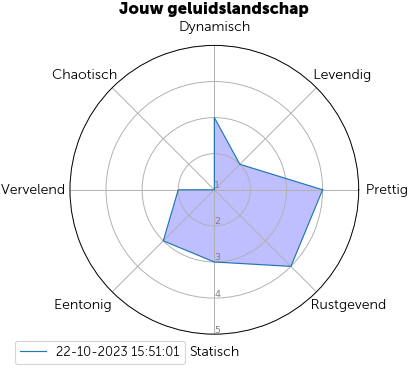 Jouw geluidslandschap
Dynamisch
Chaotisch
Levendig
Vervelend
1
Prettig
2
3
4
Eentonig
Rustgevend
5
22-10-2023 15:51:01
Statisch